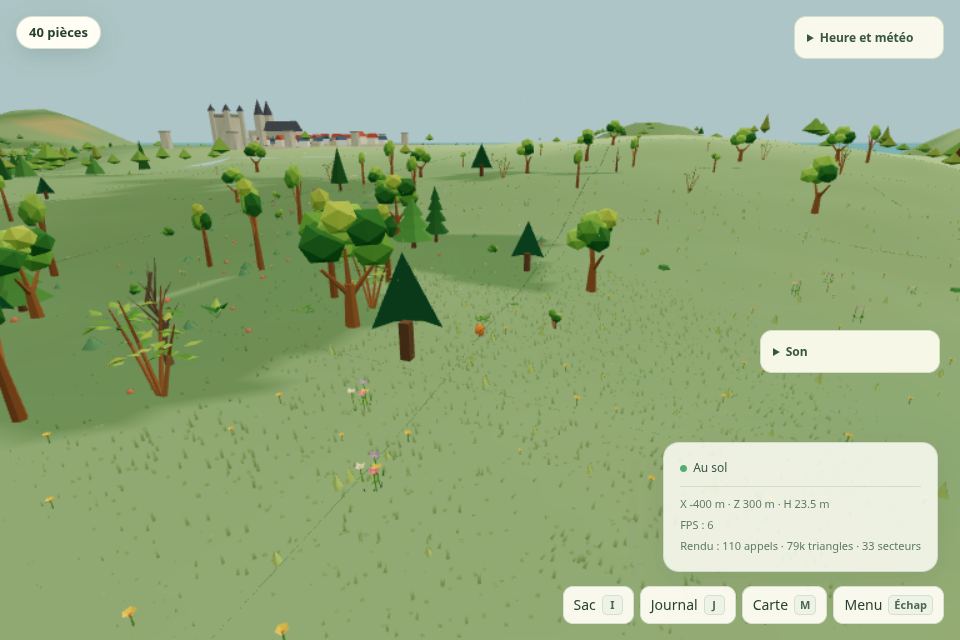 40 pièces
▶ Heure et météo
▶ Son
Au sol
X -400 m · Z 300 m · H 23.5 m
FPS : 6
Rendu : 110 appels · 79k triangles · 33 secteurs
Sac I Journal J Carte M Menu Échap